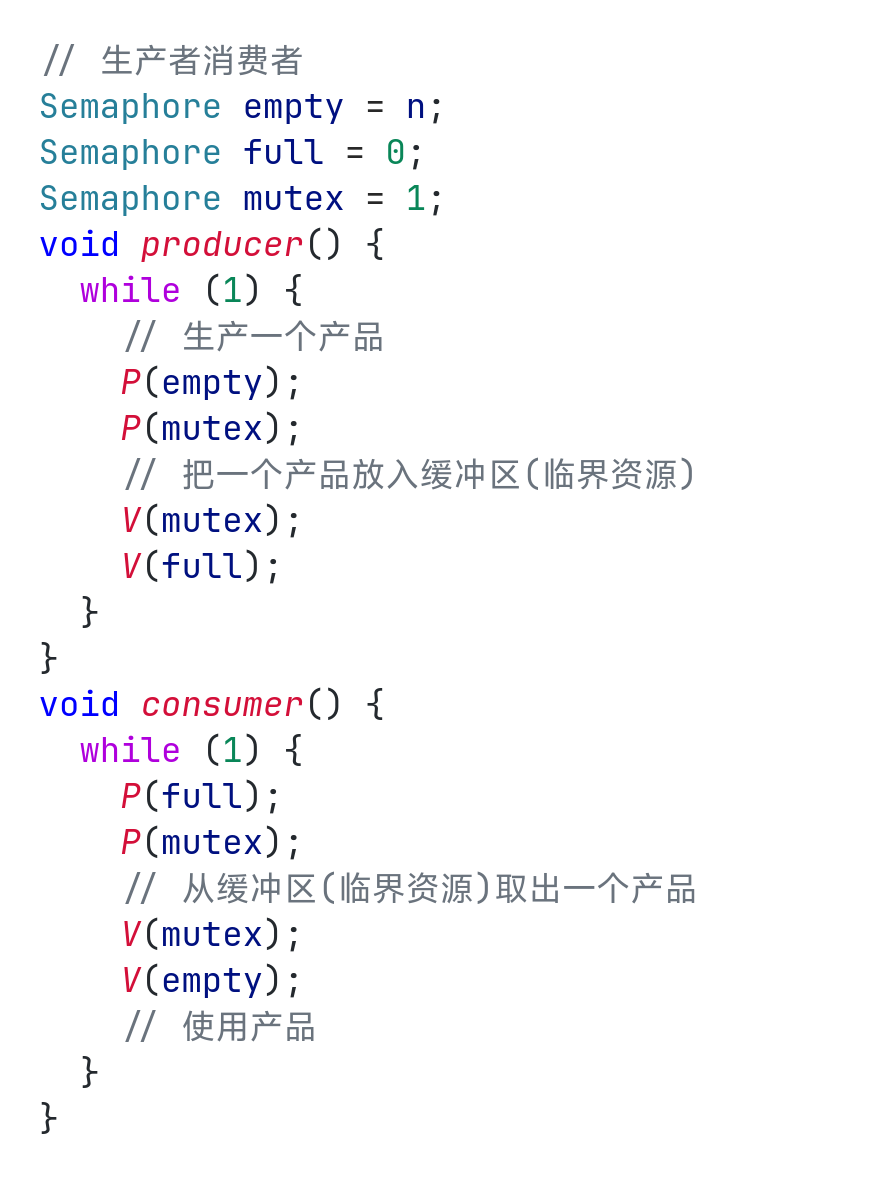 // 生产者消费者
Semaphore empty = n;
Semaphore full = 0;
Semaphore mutex = 1;
void producer() {
  while (1) {
    // 生产一个产品
    P(empty);
    P(mutex);
    // 把一个产品放入缓冲区(临界资源)
    V(mutex);
    V(full);
  }
}
void consumer() {
  while (1) {
    P(full);
    P(mutex);
    // 从缓冲区(临界资源)取出一个产品
    V(mutex);
    V(empty);
    // 使用产品
  }
}